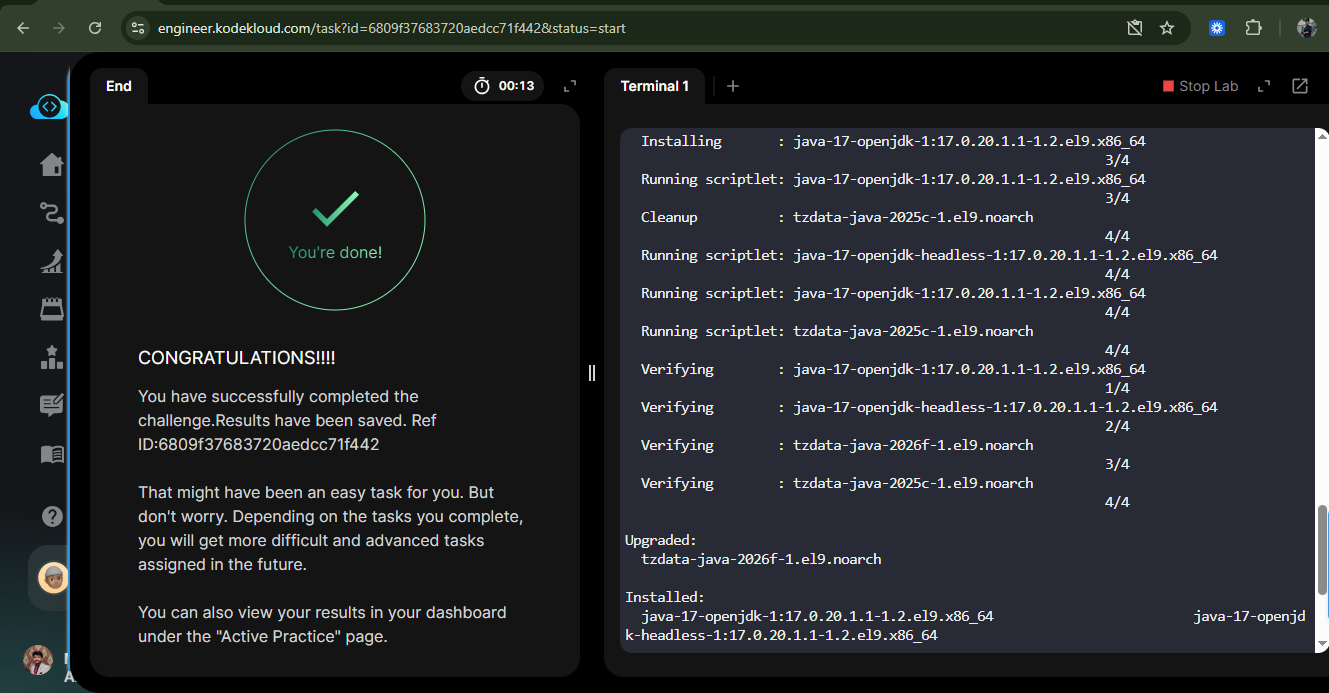 engineer.kodekloud.com/task?id=6809f37683720aedcc71f442&status=start
End
00:13
You're done!
CONGRATULATIONS!!!!
You have successfully completed the
challenge.Results have been saved. Ref
ID:6809f37683720aedcc71f442
That might have been an easy task for you. But
don't worry. Depending on the tasks you complete,
you will get more difficult and advanced tasks
assigned in the future.
You can also view your results in your dashboard
under the "Active Practice" page.
Terminal 1
Stop Lab
Installing : java-17-openjdk-1:17.0.20.1.1-1.2.el9.x86_64
3/4
Running scriptlet: java-17-openjdk-1:17.0.20.1.1-1.2.el9.x86_64
3/4
Cleanup : tzdata-java-2025c-1.el9.noarch
4/4
Running scriptlet: java-17-openjdk-headless-1:17.0.20.1.1-1.2.el9.x86_64
4/4
Running scriptlet: java-17-openjdk-1:17.0.20.1.1-1.2.el9.x86_64
4/4
Running scriptlet: tzdata-java-2025c-1.el9.noarch
4/4
Verifying : java-17-openjdk-1:17.0.20.1.1-1.2.el9.x86_64
1/4
Verifying : java-17-openjdk-headless-1:17.0.20.1.1-1.2.el9.x86_64
2/4
Verifying : tzdata-java-2026f-1.el9.noarch
3/4
Verifying : tzdata-java-2025c-1.el9.noarch
4/4
Upgraded:
tzdata-java-2026f-1.el9.noarch
Installed:
java-17-openjdk-1:17.0.20.1.1-1.2.el9.x86_64 java-17-openjd
k-headless-1:17.0.20.1.1-1.2.el9.x86_64